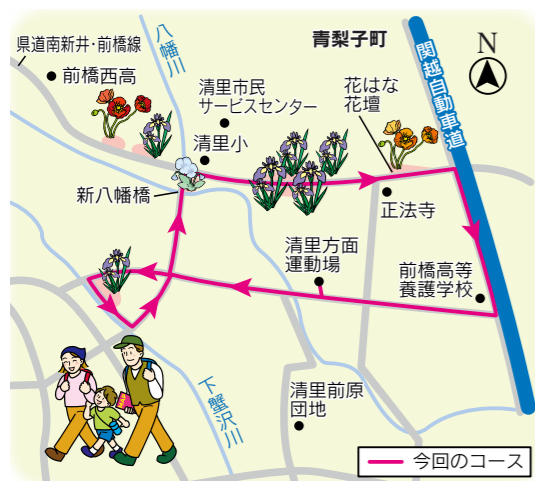 県道南新井・前橋線
八幡川
青梨子町
関越自動車道
N
前橋西高
清里市民
サービスセンター
花はな
花壇
清里小
新八幡橋
正法寺
清里方面
運動場
前橋高等
養護学校
下蟹沢川
清里前原
団地
今回のコース